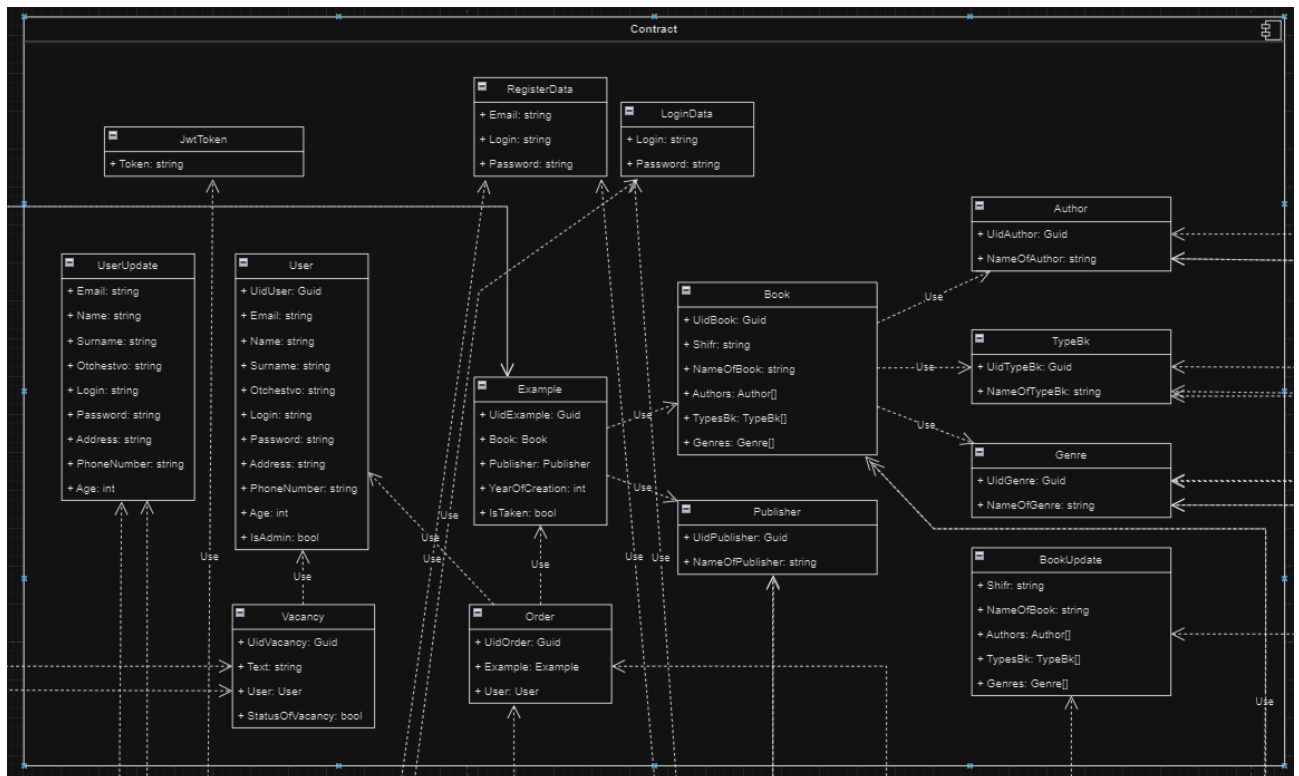 Contract
RegisterData
+ Email: string
+ Login: string
+ Password: string
LoginData
+ Login: string
+ Password: string
JwtToken
+ Token: string
Author
+ UidAuthor: Guid
+ NameOfAuthor: string
UserUpdate
+ Email: string
+ Name: string
+ Surname: string
+ Otchestvo: string
+ Login: string
+ Password: string
+ Address: string
+ PhoneNumber: string
+ Age: int
User
+ UidUser: Guid
+ Email: string
+ Name: string
+ Surname: string
+ Otchestvo: string
+ Login: string
+ Password: string
+ Address: string
+ PhoneNumber: string
+ Age: int
+ IsAdmin: bool
Book
+ UidBook: Guid
+ Shifr: string
+ NameOfBook: string
+ Authors: Author[]
+ TypesBk: TypeBk[]
+ Genres: Genre[]
Use
Use
Use
TypeBk
+ UidTypeBk: Guid
+ NameOfTypeBk: string
Example
+ UidExample: Guid
+ Book: Book
+ Publisher: Publisher
+ YearOfCreation: int
+ IsTaken: bool
Use
Use
Genre
+ UidGenre: Guid
+ NameOfGenre: string
Publisher
+ UidPublisher: Guid
+ NameOfPublisher: string
Use
Use
Use
Use
Use
Use
Use
Use
BookUpdate
+ Shifr: string
+ NameOfBook: string
+ Authors: Author[]
+ TypesBk: TypeBk[]
+ Genres: Genre[]
Vacancy
+ UidVacancy: Guid
+ Text: string
+ User: User
+ StatusOfVacancy: bool
Order
+ UidOrder: Guid
+ Example: Example
+ User: User
Use